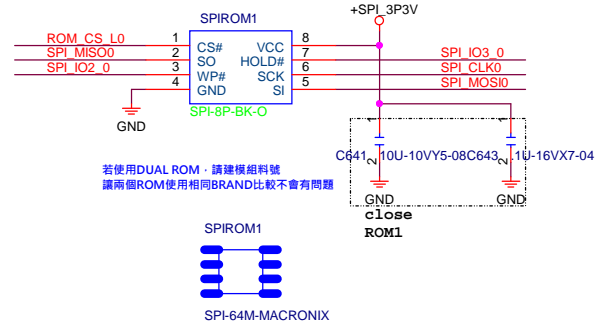 SPIROM1
+SPI_3P3V
ROM_CS_L0 1 CS# VCC 8
SPI_MISO0 2 SO HOLD# 7 SPI_IO3_0
SPI_IO2_0 3 WP# SCK 6 SPI_CLK0
4 GND SI 5 SPI_MOSI0
SPI-8P-BK-O
GND
1 1
C641 10U-10VY5-08 C643 .1U-16VX7-04
2 2
GND GND
close
ROM1
若使用DUAL ROM，請建模組料號
讓兩個ROM使用相同BRAND比較不會有問題
SPIROM1
SPI-64M-MACRONIX